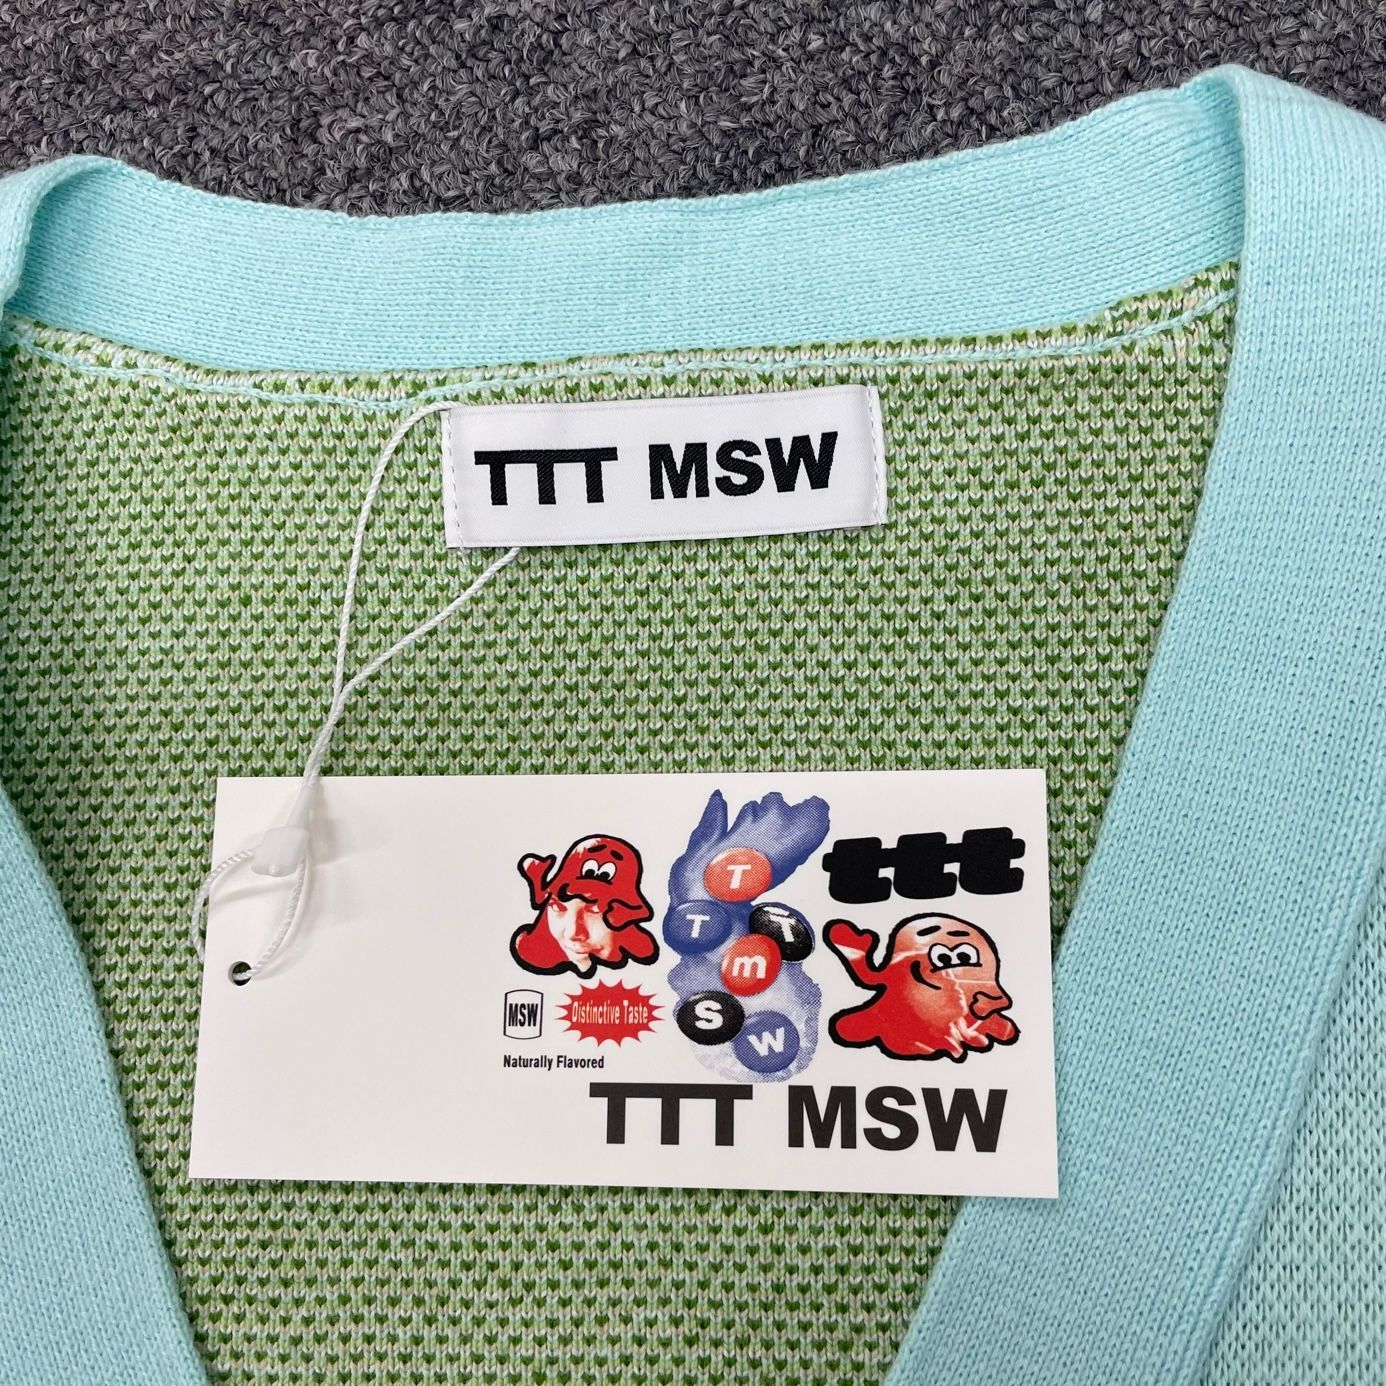 TTT MSW
ttt
T
T T
m
S
W
MSW
Distinctive Taste
Naturally Flavored
TTT MSW